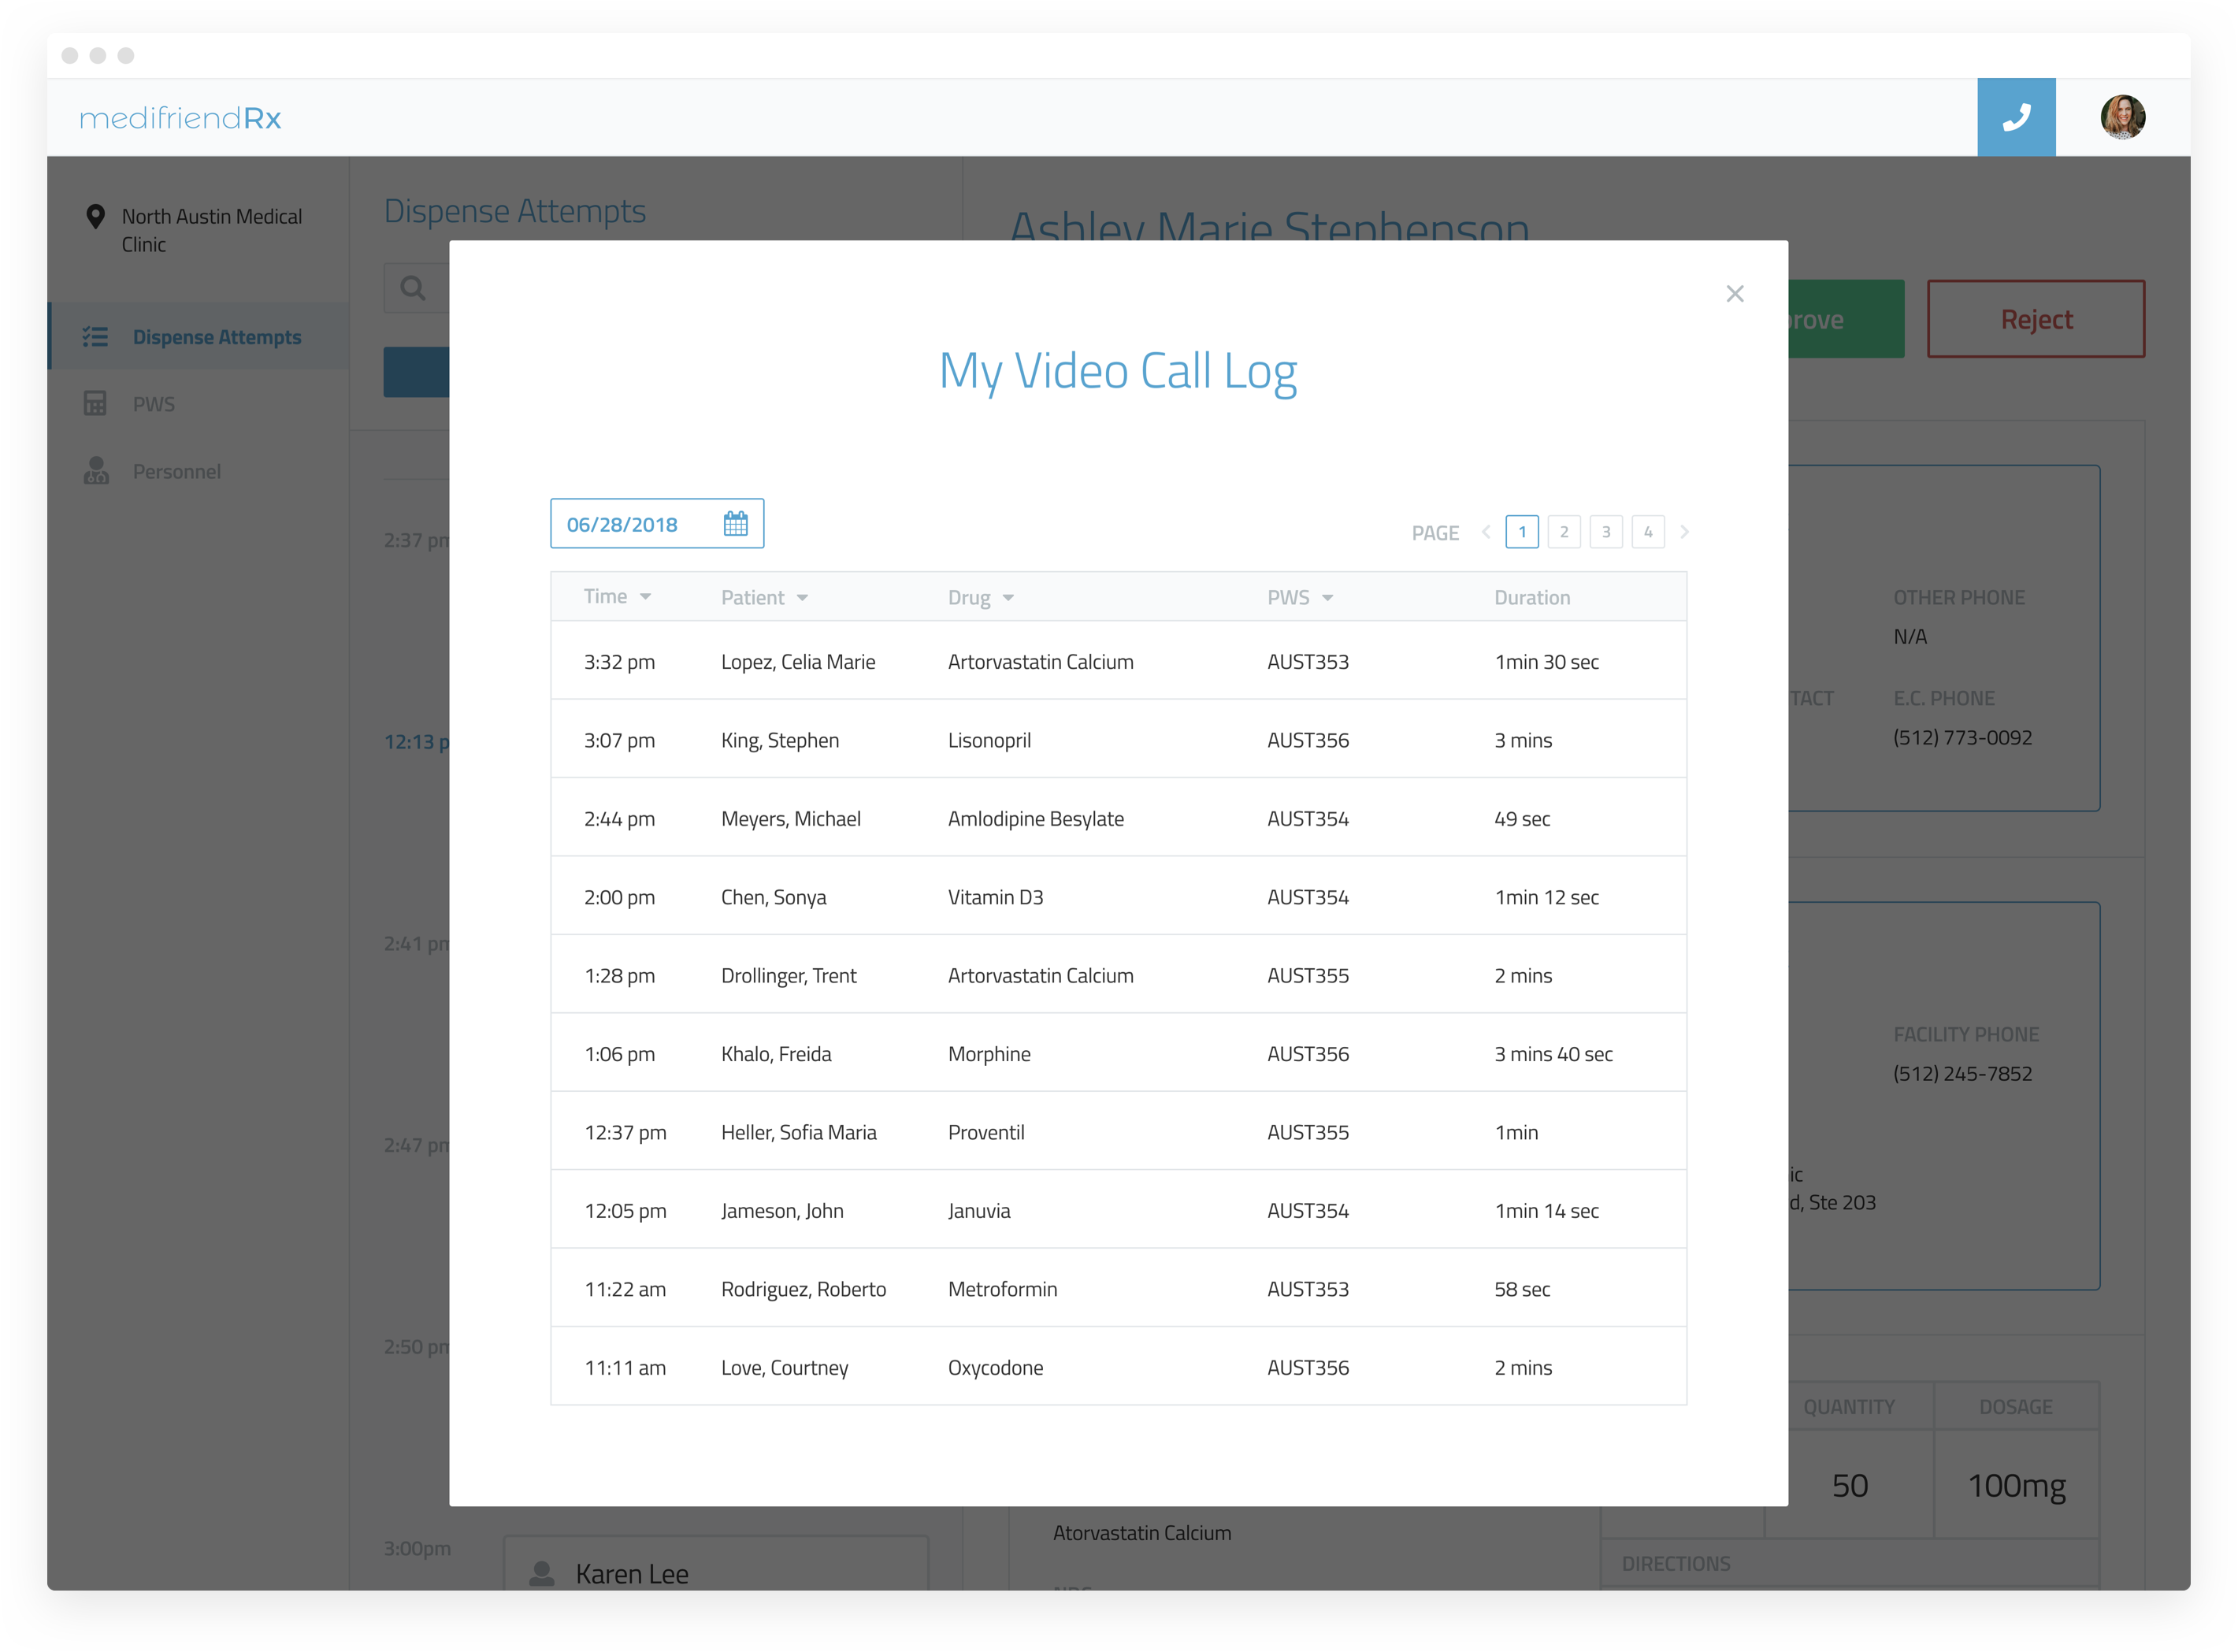 medifriendRx
North Austin Medical
Clinic
Dispense Attempts
PWS
Personnel
Dispense Attempts
2:37 pm
12:13 p
2:41 pm
2:47 pm
2:50 pm
3:00pm
Karen Lee
Ashley Marie Stephenson
rove
Reject
My Video Call Log
06/28/2018
PAGE 1 2 3 4
Time Patient Drug PWS Duration
3:32 pm Lopez, Celia Marie Artorvastatin Calcium AUST353 1min 30 sec
3:07 pm King, Stephen Lisonopril AUST356 3 mins
2:44 pm Meyers, Michael Amlodipine Besylate AUST354 49 sec
2:00 pm Chen, Sonya Vitamin D3 AUST354 1min 12 sec
1:28 pm Drollinger, Trent Artorvastatin Calcium AUST355 2 mins
1:06 pm Khalo, Freida Morphine AUST356 3 mins 40 sec
12:37 pm Heller, Sofia Maria Proventil AUST355 1min
12:05 pm Jameson, John Januvia AUST354 1min 14 sec
11:22 am Rodriguez, Roberto Metroformin AUST353 58 sec
11:11 am Love, Courtney Oxycodone AUST356 2 mins
OTHER PHONE
N/A
TACT E.C. PHONE
(512) 773-0092
FACILITY PHONE
(512) 245-7852
ic
d, Ste 203
QUANTITY DOSAGE
50 100mg
Atorvastatin Calcium
DIRECTIONS